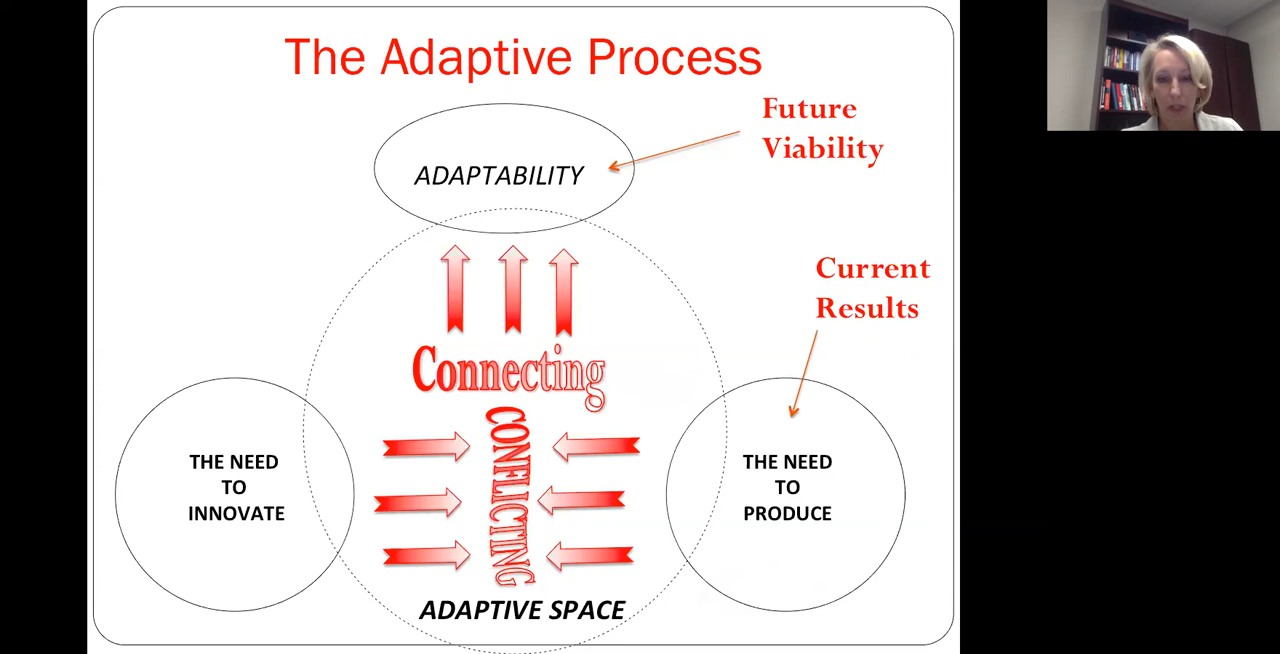 The Adaptive Process
Future
Viability
ADAPTABILITY
Current
Results
Connecting
CONFLICTING
THE NEED
TO
INNOVATE
THE NEED
TO
PRODUCE
ADAPTIVE SPACE